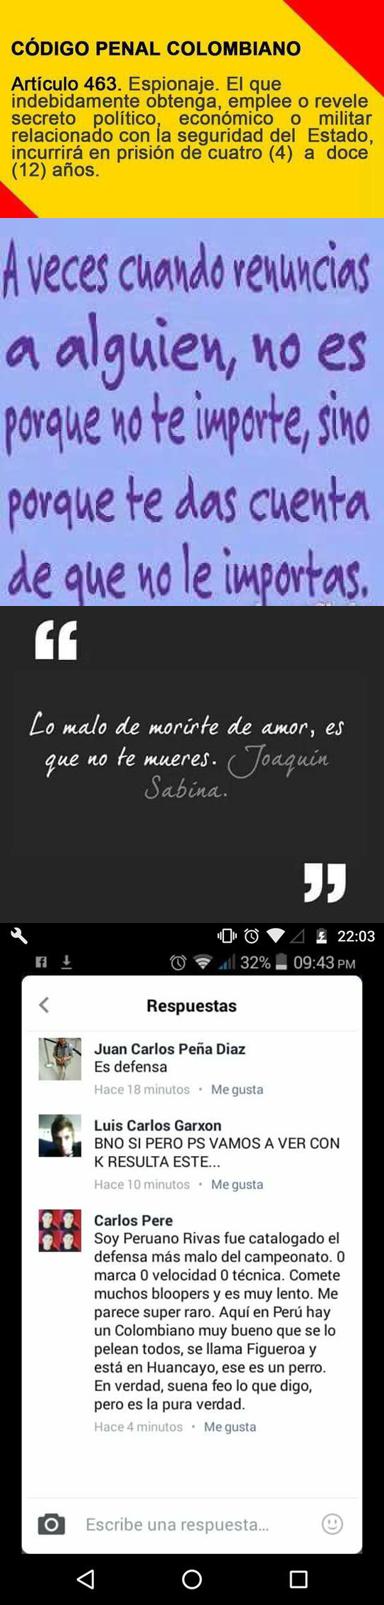 CÓDIGO PENAL COLOMBIANO
Artículo 463. Espionaje. El que
indebidamente obtenga, emplee o revele
secreto político, económico o militar
relacionado con la seguridad del Estado,
incurrirá en prisión de cuatro (4) a doce
(12) años.
A veces cuando renuncias
a alguien, no es
porque no te importe, sino
porque te das cuenta
de que no le importas.
“
Lo malo de morirte de amor, es
que no te mueres. Joaquín
Sabina.
”
22:03
32% 09:43 PM
Respuestas
Juan Carlos Peña Diaz
Es defensa
Hace 18 minutos • Me gusta
Luis Carlos Garxon
BNO SI PERO PS VAMOS A VER CON
K RESULTA ESTE...
Hace 10 minutos • Me gusta
Carlos Pere
Soy Peruano Rivas fue catalogado el
defensa más malo del campeonato. 0
marca 0 velocidad 0 técnica. Comete
muchos bloopers y es muy lento. Me
parece super raro. Aquí en Perú hay
un Colombiano muy bueno que se lo
pelean todos, se llama Figueroa y
está en Huancayo, ese es un perro.
En verdad, suena feo lo que digo,
pero es la pura verdad.
Hace 4 minutos • Me gusta
Escribe una respuesta...